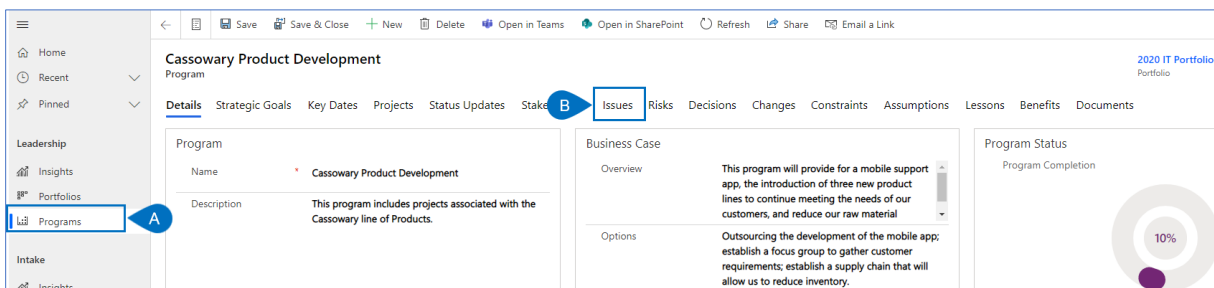 Save Save & Close New Delete Open in Teams Open in SharePoint Refresh Share Email a Link
Home
Recent
Pinned
Leadership
Insights
Portfolios
Programs
A
Intake
Insights
Cassowary Product Development
Program
2020 IT Portfolio
Portfolio
Details Strategic Goals Key Dates Projects Status Updates B Issues Risks Decisions Changes Constraints Assumptions Lessons Benefits Documents
Program
Name * Cassowary Product Development
Description This program includes projects associated with the
Cassowary line of Products.
Business Case
Overview This program will provide for a mobile support
app, the introduction of three new product
lines to continue meeting the needs of our
customers, and reduce our raw material
Options Outsourcing the development of the mobile app;
establish a focus group to gather customer
requirements; establish a supply chain that will
allow us to reduce inventory.
Program Status
Program Completion
10%